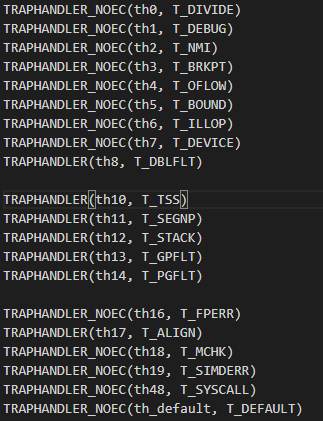 TRAPHANDLER_NOEC(th0, T_DIVIDE)
TRAPHANDLER_NOEC(th1, T_DEBUG)
TRAPHANDLER_NOEC(th2, T_NMI)
TRAPHANDLER_NOEC(th3, T_BRKPT)
TRAPHANDLER_NOEC(th4, T_OFLOW)
TRAPHANDLER_NOEC(th5, T_BOUND)
TRAPHANDLER_NOEC(th6, T_ILLOP)
TRAPHANDLER_NOEC(th7, T_DEVICE)
TRAPHANDLER(th8, T_DBLFLT)
TRAPHANDLER(th10, T_TSS)
TRAPHANDLER(th11, T_SEGNP)
TRAPHANDLER(th12, T_STACK)
TRAPHANDLER(th13, T_GPFLT)
TRAPHANDLER(th14, T_PGFLT)
TRAPHANDLER_NOEC(th16, T_FPERR)
TRAPHANDLER(th17, T_ALIGN)
TRAPHANDLER_NOEC(th18, T_MCHK)
TRAPHANDLER_NOEC(th19, T_SIMDERR)
TRAPHANDLER_NOEC(th48, T_SYSCALL)
TRAPHANDLER_NOEC(th_default, T_DEFAULT)